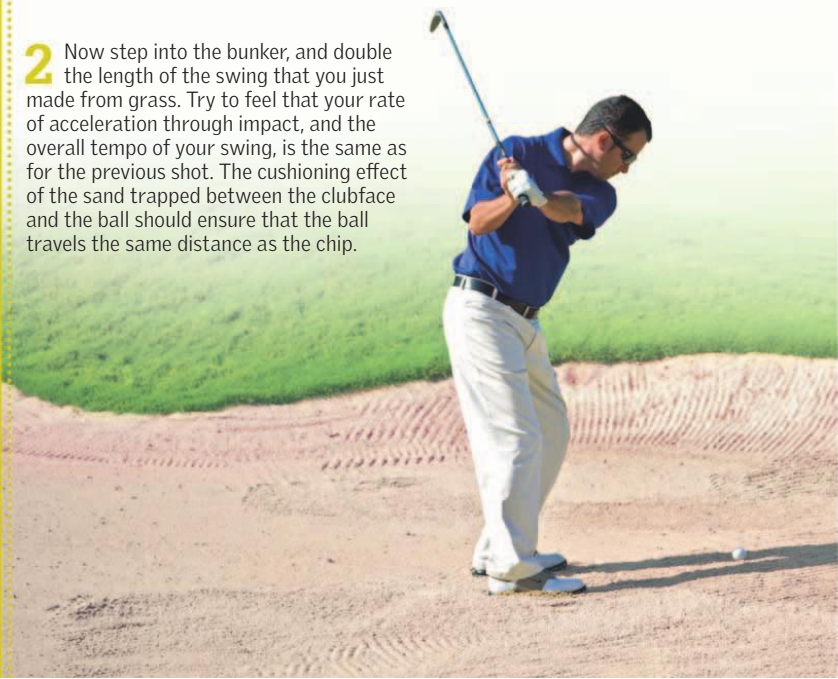 2 Now step into the bunker, and double
the length of the swing that you just
made from grass. Try to feel that your rate
of acceleration through impact, and the
overall tempo of your swing, is the same as
for the previous shot. The cushioning effect
of the sand trapped between the clubface
and the ball should ensure that the ball
travels the same distance as the chip.